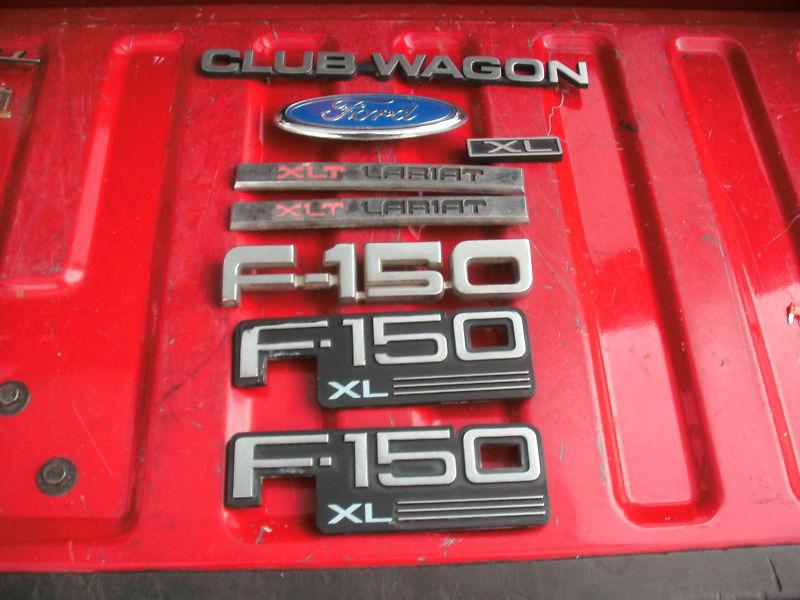 CLUB WAGON
Ford
XL
XLT LARIAT
XLT LARIAT
F-150
F-150
XL
F-150
XL